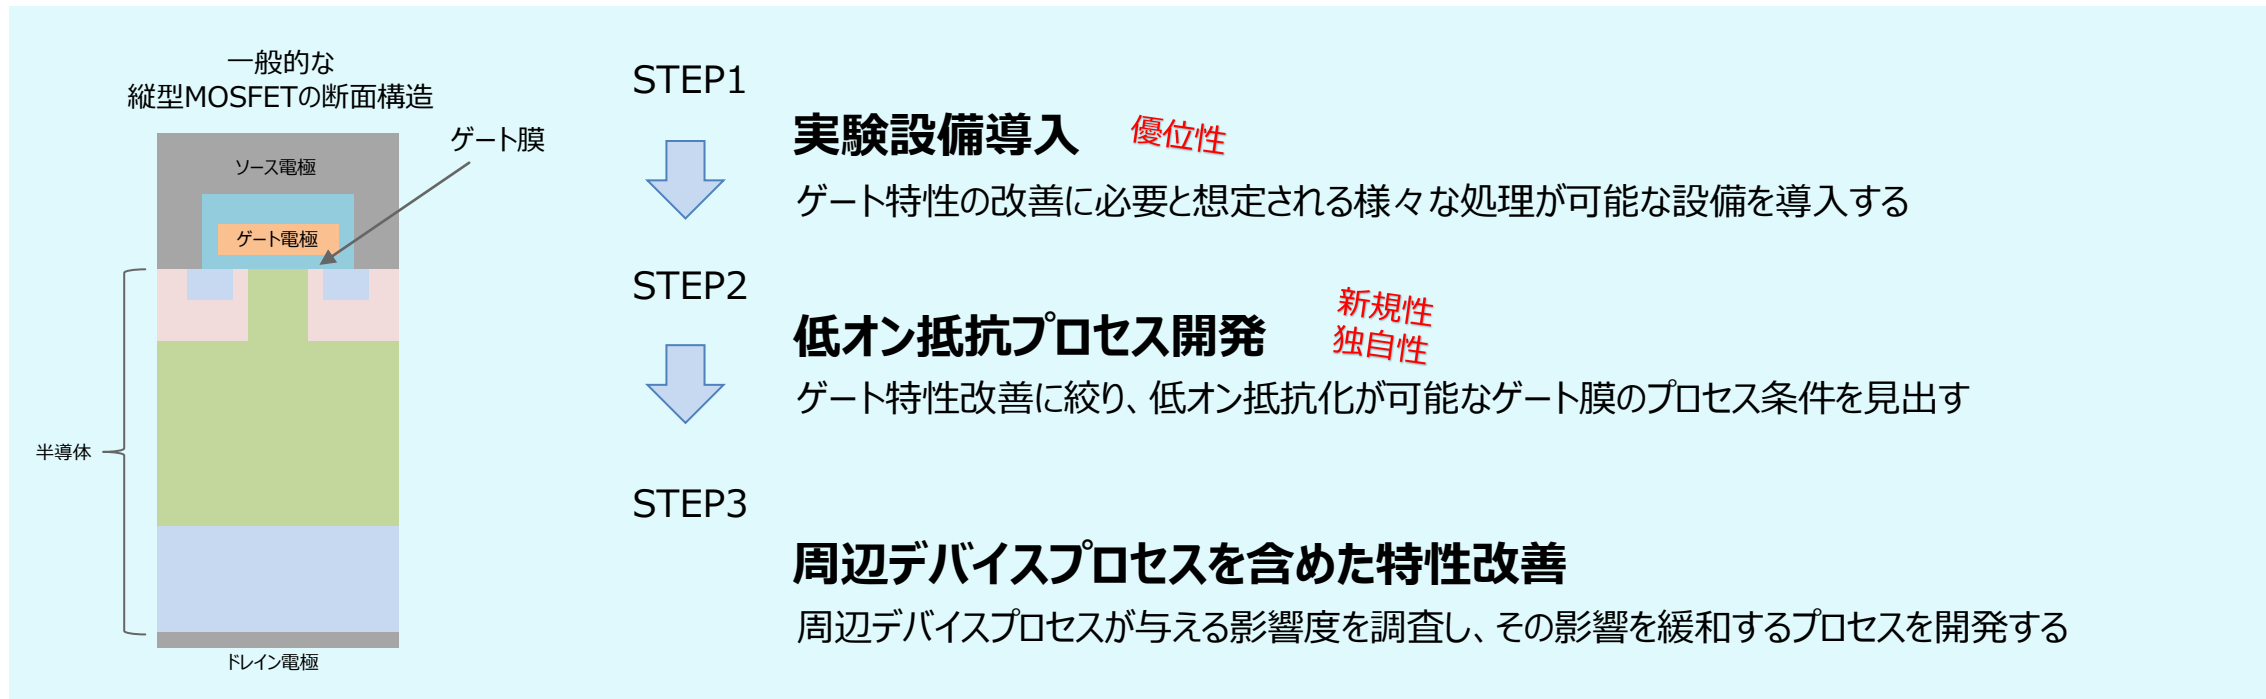 一般的な
縦型MOSFETの断面構造
ゲート膜
ソース電極
ゲート電極
半導体
ドレイン電極
STEP1
実験設備導入
優位性
ゲート特性の改善に必要と想定される様々な処理が可能な設備を導入する
STEP2
低オン抵抗プロセス開発
新規性
独自性
ゲート特性改善に絞り、低オン抵抗化が可能なゲート膜のプロセス条件を見出す
STEP3
周辺デバイスプロセスを含めた特性改善
周辺デバイスプロセスが与える影響度を調査し、その影響を緩和するプロセスを開発する